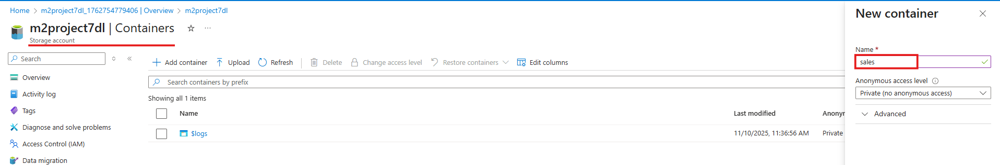 Home > m2project7dl_1762754779406 | Overview > m2project7dl
m2project7dl | Containers
Storage account
Search
Overview
Activity log
Tags
Diagnose and solve problems
Access Control (IAM)
Data migration
Add container Upload Refresh Delete Change access level Restore containers Edit columns
Search containers by prefix
Showing all 1 items
Name Last modified Anonyn
$logs 11/10/2025, 11:36:56 AM Private
New container
Name *
sales
Anonymous access level
Private (no anonymous access)
Advanced